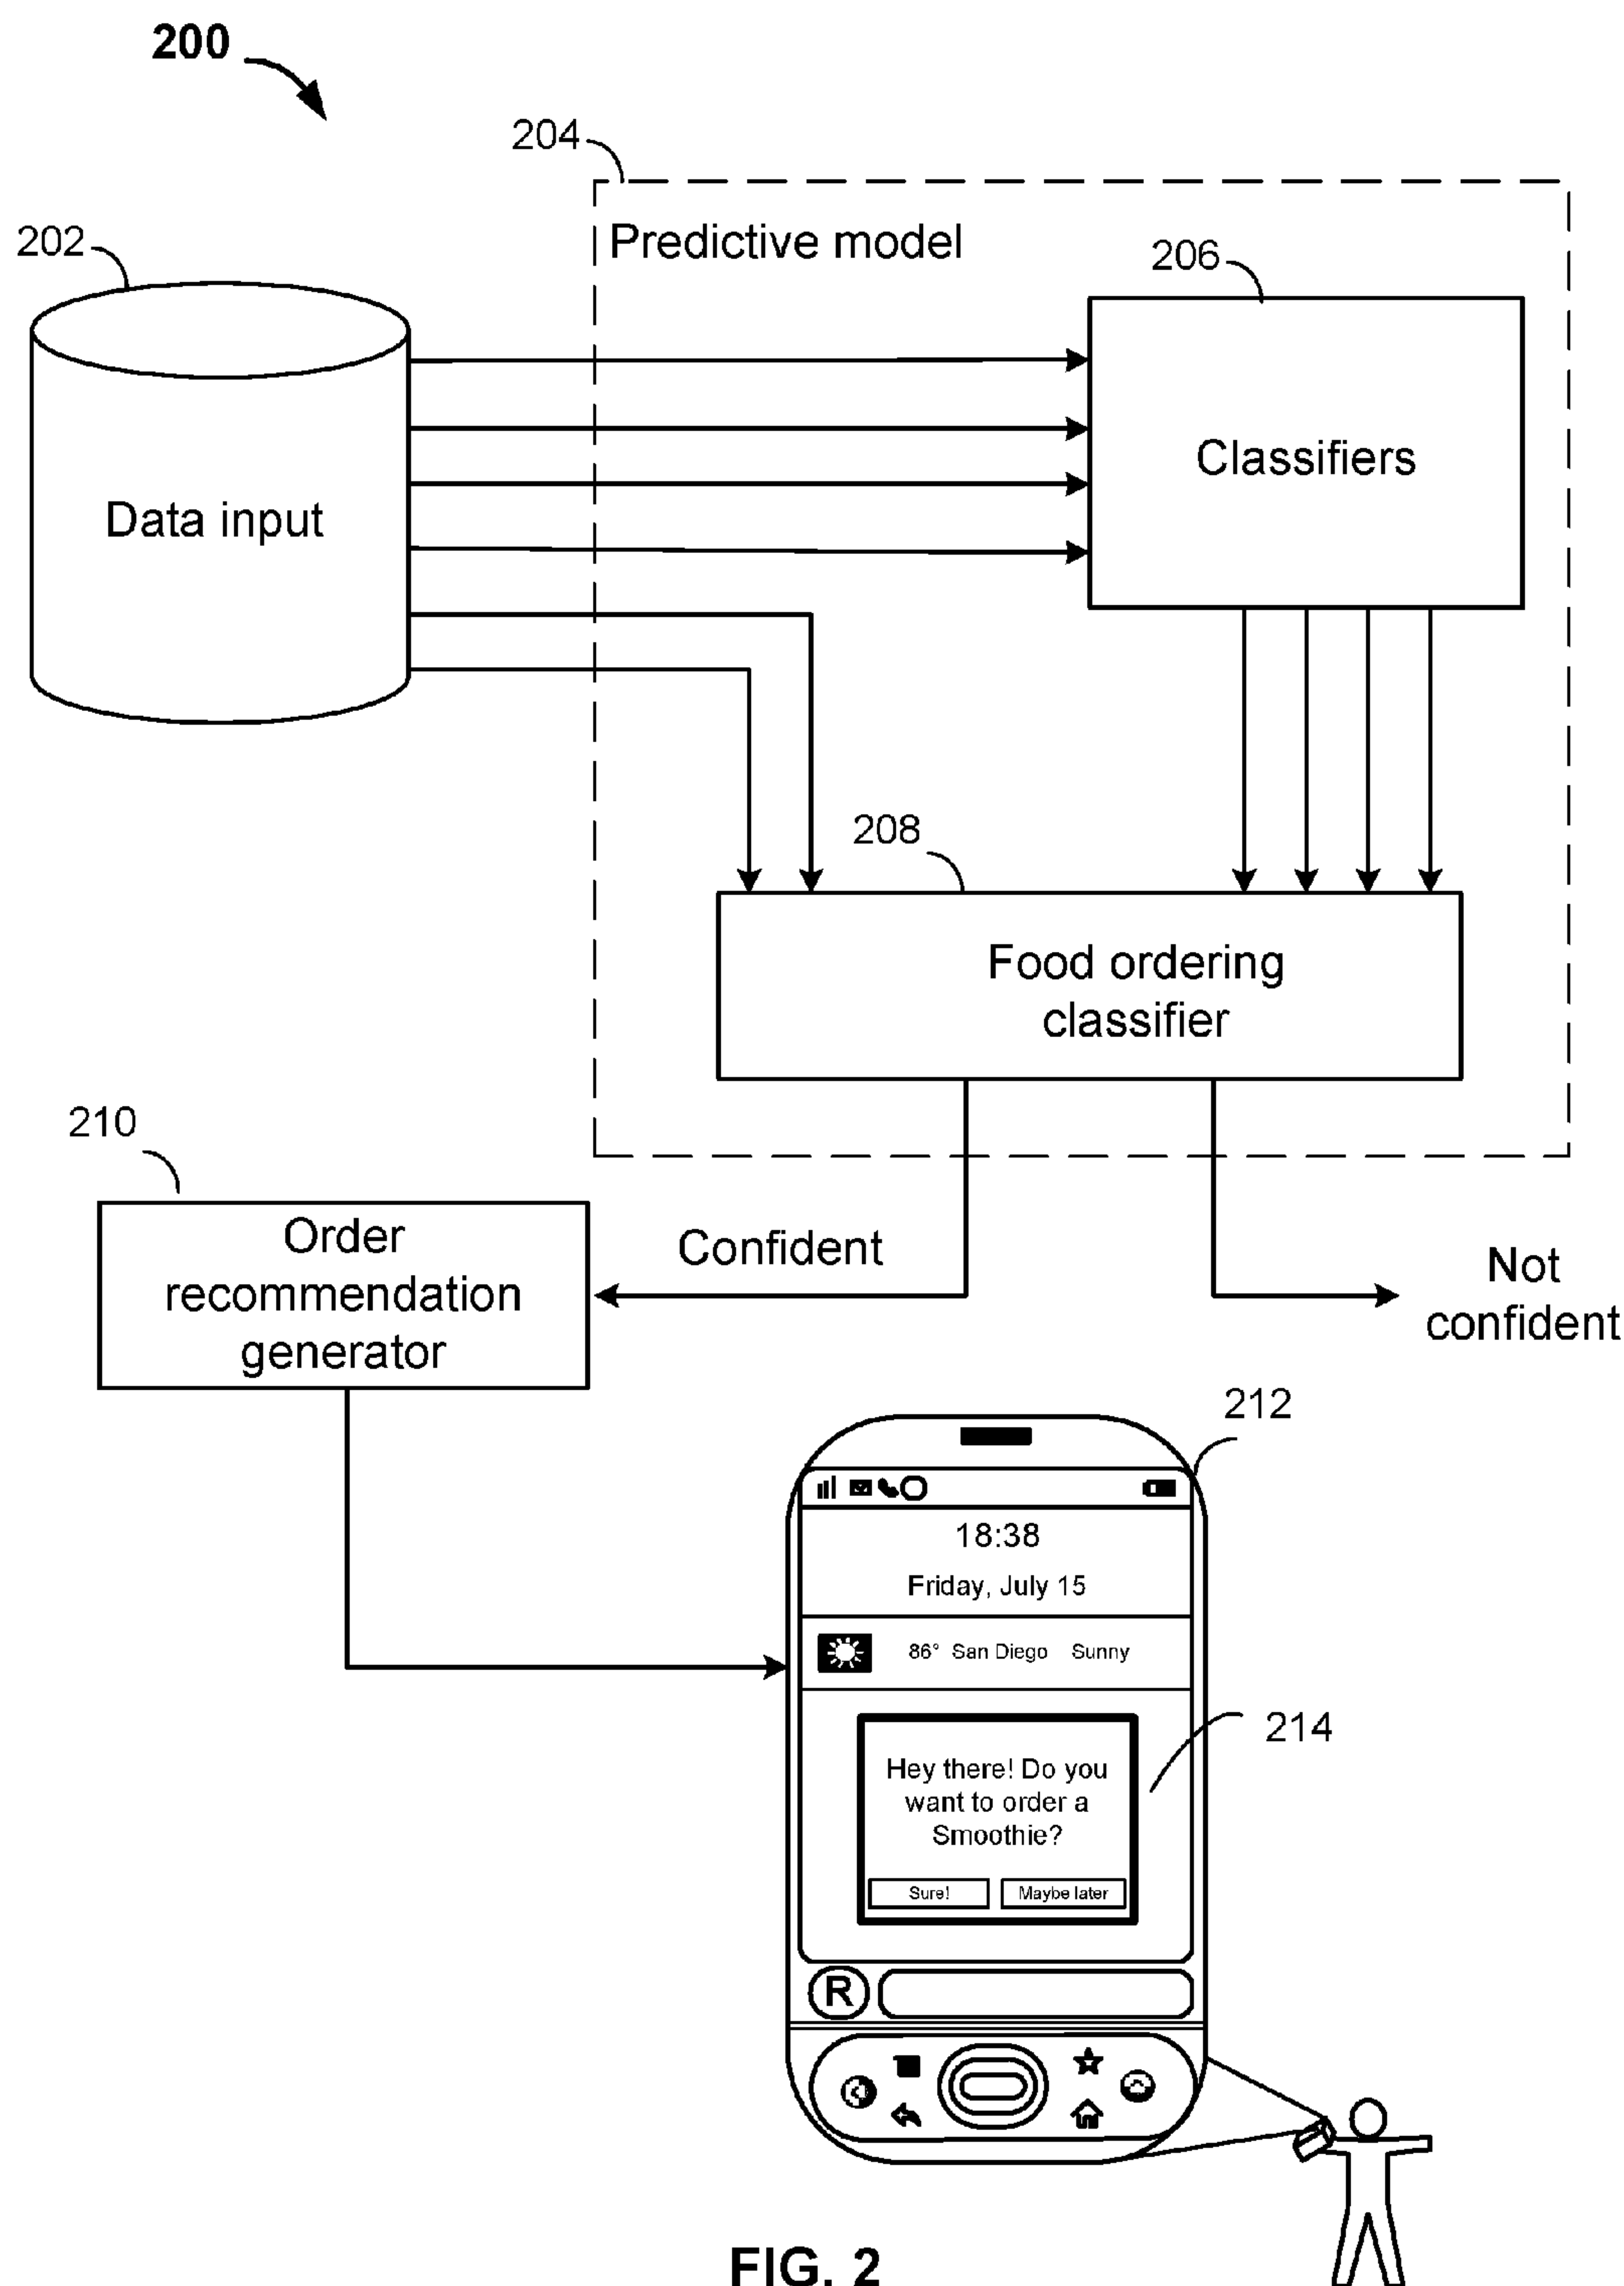 200
204
202
Predictive model
206
Classifiers
Data input
208
Food ordering
classifier
210
Order
recommendation
generator
Confident
Not
confident
212
18:38
Friday, July 15
86° San Diego Sunny
214
Hey there! Do you
want to order a
Smoothie?
Sure!
Maybe later
R
FIG. 2